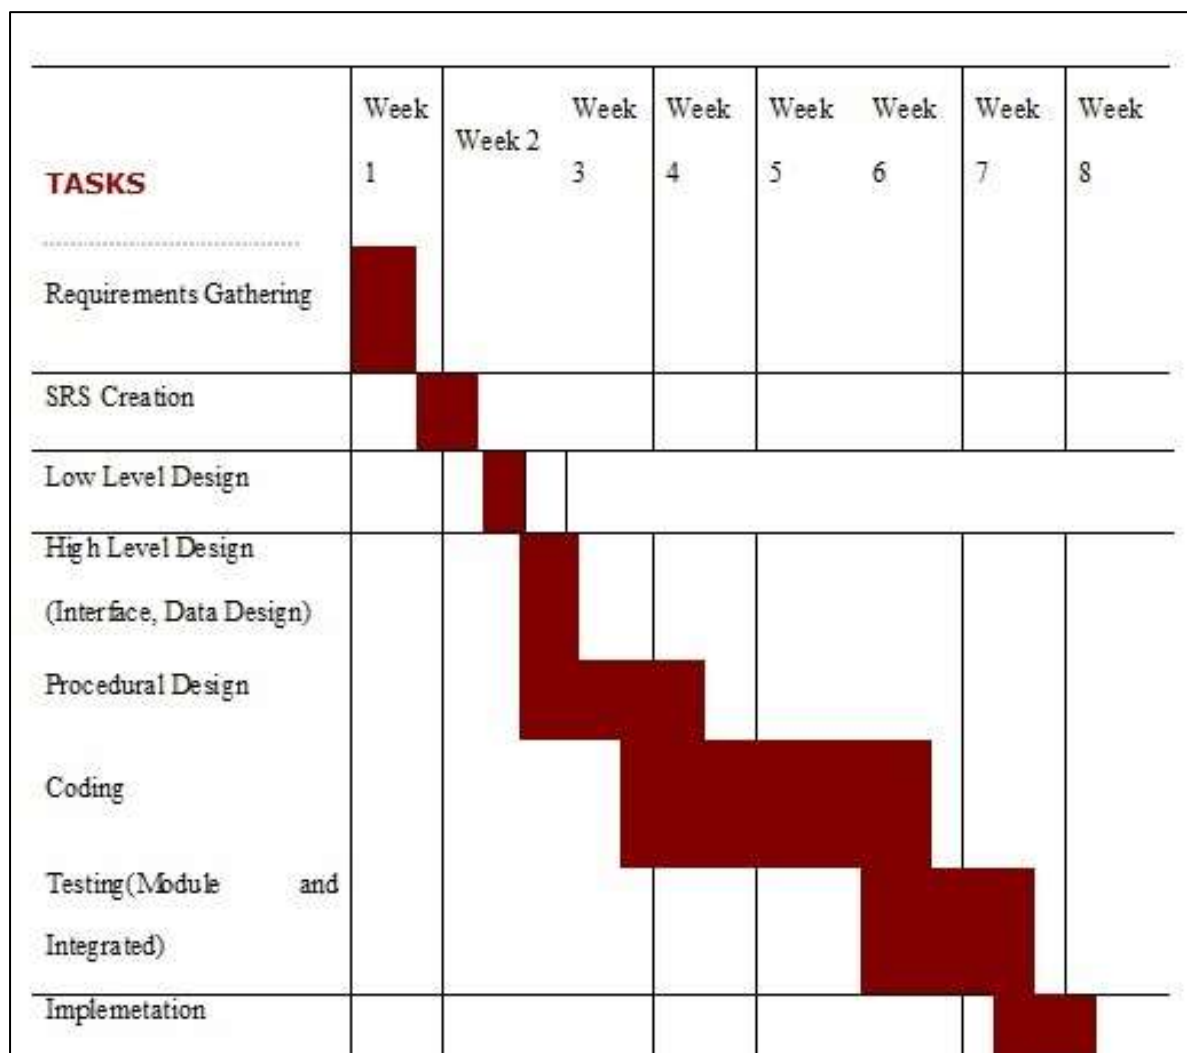 Week Week Week Week Week Week Week
Week 2
TASKS 1 3 4 5 6 7 8
Requirements Gathering
SRS Creation
Low Level Design
High Level Design
(Interface, Data Design)
Procedural Design
Coding
Testing(Module and
Integrated)
Implemetation